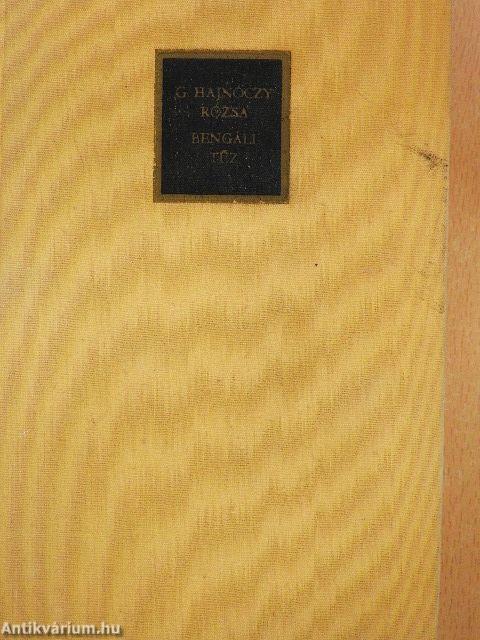 G. HAJNÓCZY
RÓZSA
BENGÁLI
TŰZ
Antikvárium.hu